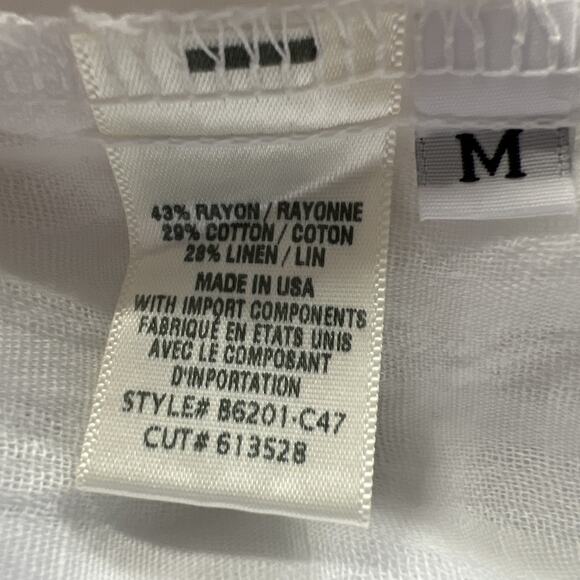 M
43% RAYON / RAYONNE
29% COTTON / COTON
28% LINEN / LIN
MADE IN USA
WITH IMPORT COMPONENTS
FABRIQUÉ EN ETATS UNIS
AVEC LE COMPOSANT
D'INPORTATION
STYLE# B6201-C47
CUT# 613528